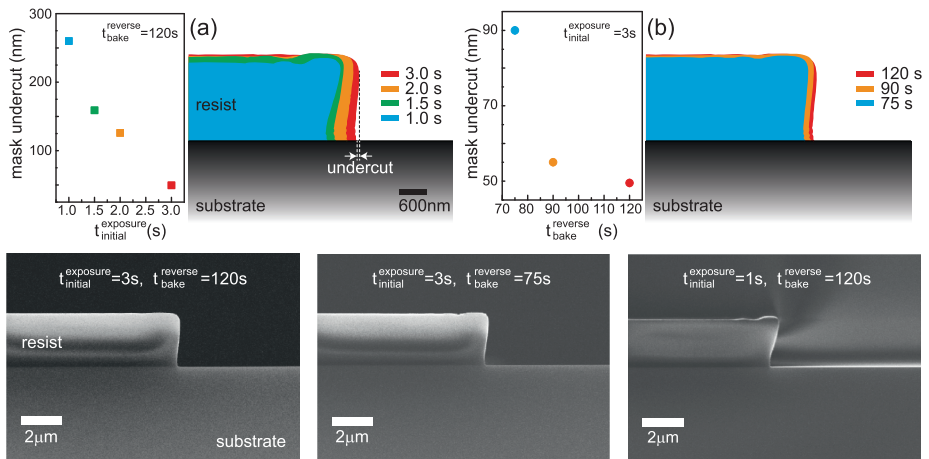 300
250
150
100
mask undercut (nm)
t_initial^exposure (s)
1.0 1.5 2.0 2.5 3.0
t_bake^reverse=120s
(a)
3.0 s
2.0 s
1.5 s
1.0 s
resist
undercut
substrate
600nm
90
70
50
mask undercut (nm)
70 80 90 100 110 120
t_bake^reverse (s)
t_inital^exposure=3s
(b)
120 s
90 s
75 s
t_initial^exposure=3s, t_bake^reverse=120s
resist
2μm
substrate
t_initial^exposure=3s, t_bake^reverse=75s
2μm
t_initial^exposure=1s, t_bake^reverse=120s
2μm